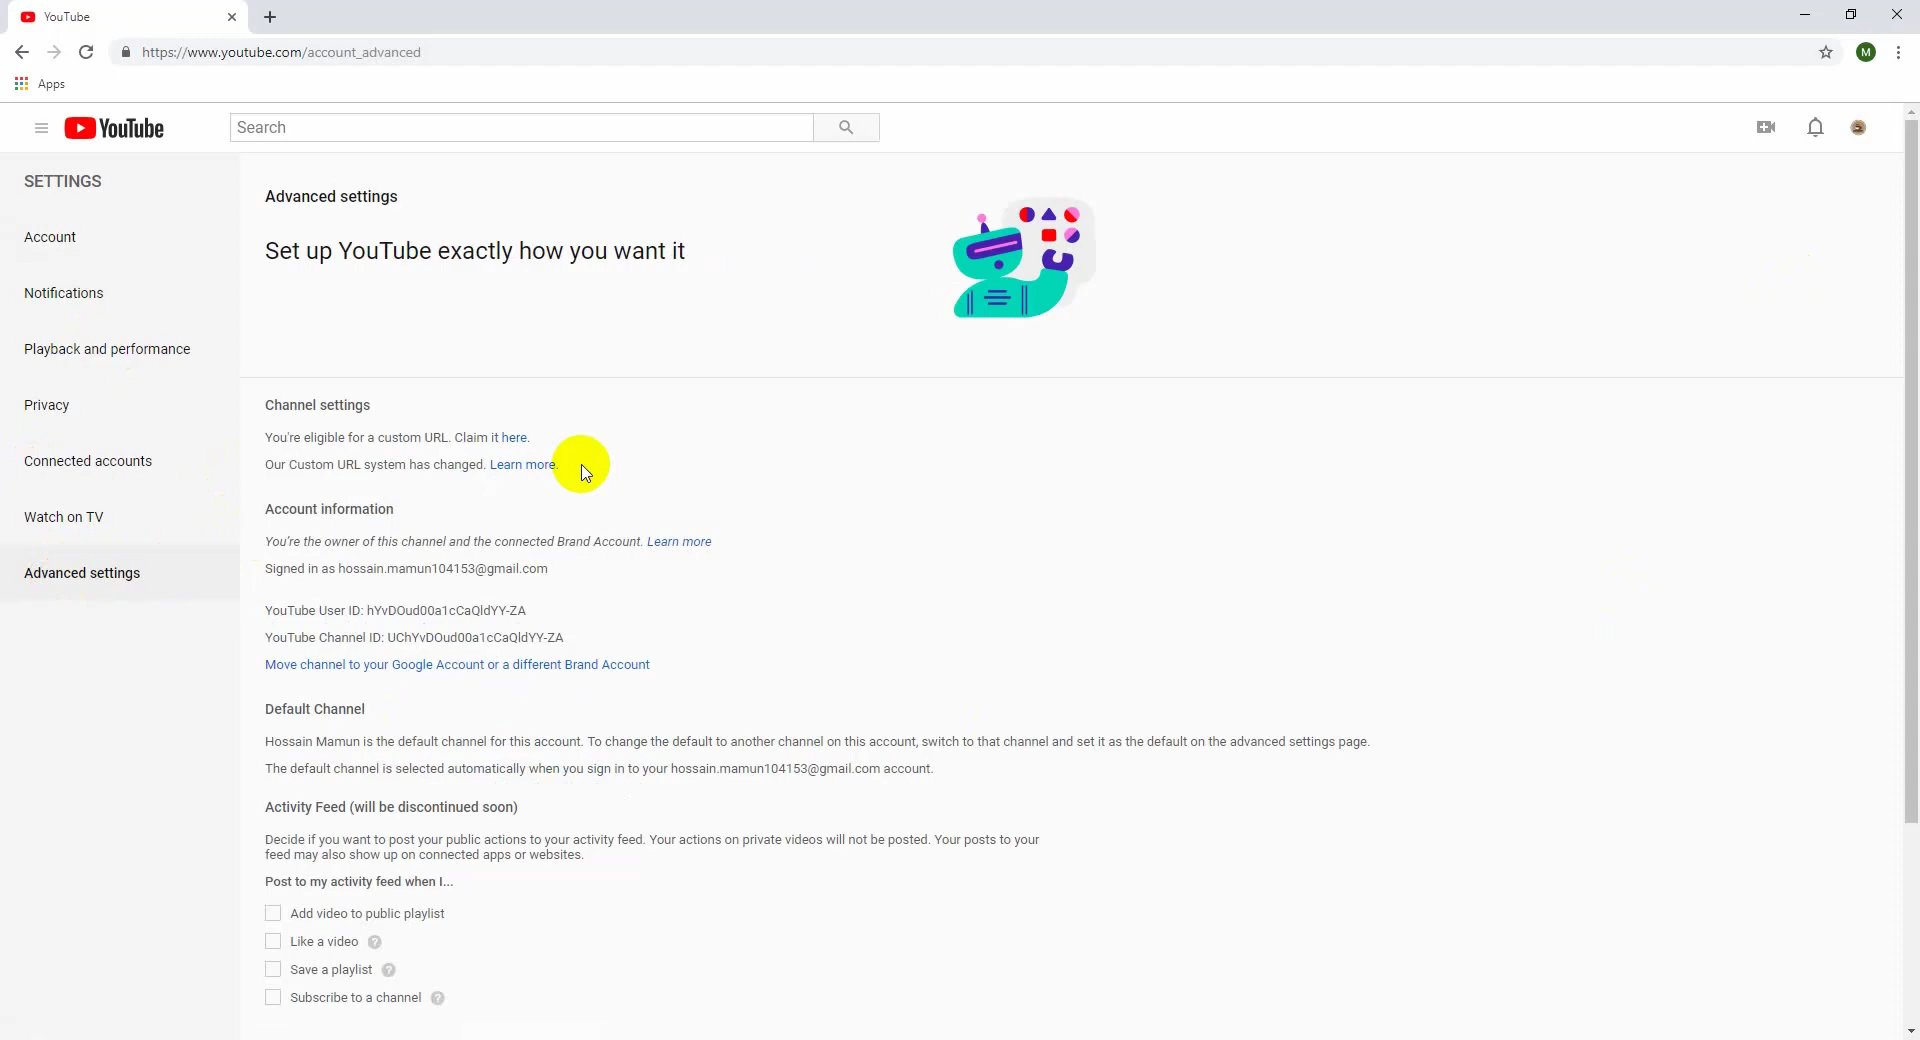 YouTube
https://www.youtube.com/account_advanced
M
Apps
YouTube
Search
SETTINGS
Account
Notifications
Playback and performance
Privacy
Connected accounts
Watch on TV
Advanced settings
Advanced settings
Set up YouTube exactly how you want it
Channel settings
You're eligible for a custom URL. Claim it here.
Our Custom URL system has changed. Learn more.
Account information
You're the owner of this channel and the connected Brand Account. Learn more
Signed in as hossain.mamun104153@gmail.com
YouTube User ID: hYvDOud00a1cCaQldYY-ZA
YouTube Channel ID: UChYvDOud00a1cCaQldYY-ZA
Move channel to your Google Account or a different Brand Account
Default Channel
Hossain Mamun is the default channel for this account. To change the default to another channel on this account, switch to that channel and set it as the default on the advanced settings page.
The default channel is selected automatically when you sign in to your hossain.mamun104153@gmail.com account.
Activity Feed (will be discontinued soon)
Decide if you want to post your public actions to your activity feed. Your actions on private videos will not be posted. Your posts to your
feed may also show up on connected apps or websites.
Post to my activity feed when I...
Add video to public playlist
Like a video ?
Save a playlist ?
Subscribe to a channel ?